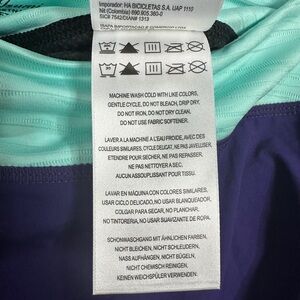 Importador: HA BICICLETAS S.A. UAP 1110
Nit (Colombia) 890.905.360-0
SIC# 7542/DIAN# 1313
MACHINE WASH COLD WITH LIKE COLORS,
GENTLE CYCLE, DO NOT BLEACH, DRIP DRY,
DO NOT IRON, DO NOT DRY CLEAN,
DO NOT USE FABRIC SOFTENER.
LAVER A LA MACHINE A L'EAU FROIDE, AVEC DES
COULEURS SIMILAIRES, CYCLE DELICAT, NE PAS JAVELLISER,
ETENDRE POUR SECHER, NE PAS REPASSER,
NE PAS NETTOYER A SEC,
AUCUN ASSOUPLISSANT POUR TISSU.
LAVAR EN MÁQUINA CON COLORES SIMILARES,
USAR CICLO DELICADO, NO USAR BLANQUEADOR,
COLGAR PARA SECAR, NO PLANCHAR,
NO TINTORERIA, NO USAR SUAVIZANTE DE ROPA.
SCHONWASCHGANG MIT ÄHNLICHEN FARBEN,
NICHT BLEICHEN, NICHT SCHLEUDERN,
NASS AUFHÄNGEN, NICHT BÜGELN,
NICHT CHEMISCH REINIGEN,
KEINEN WEICHSPÜLER VERWENDEN.